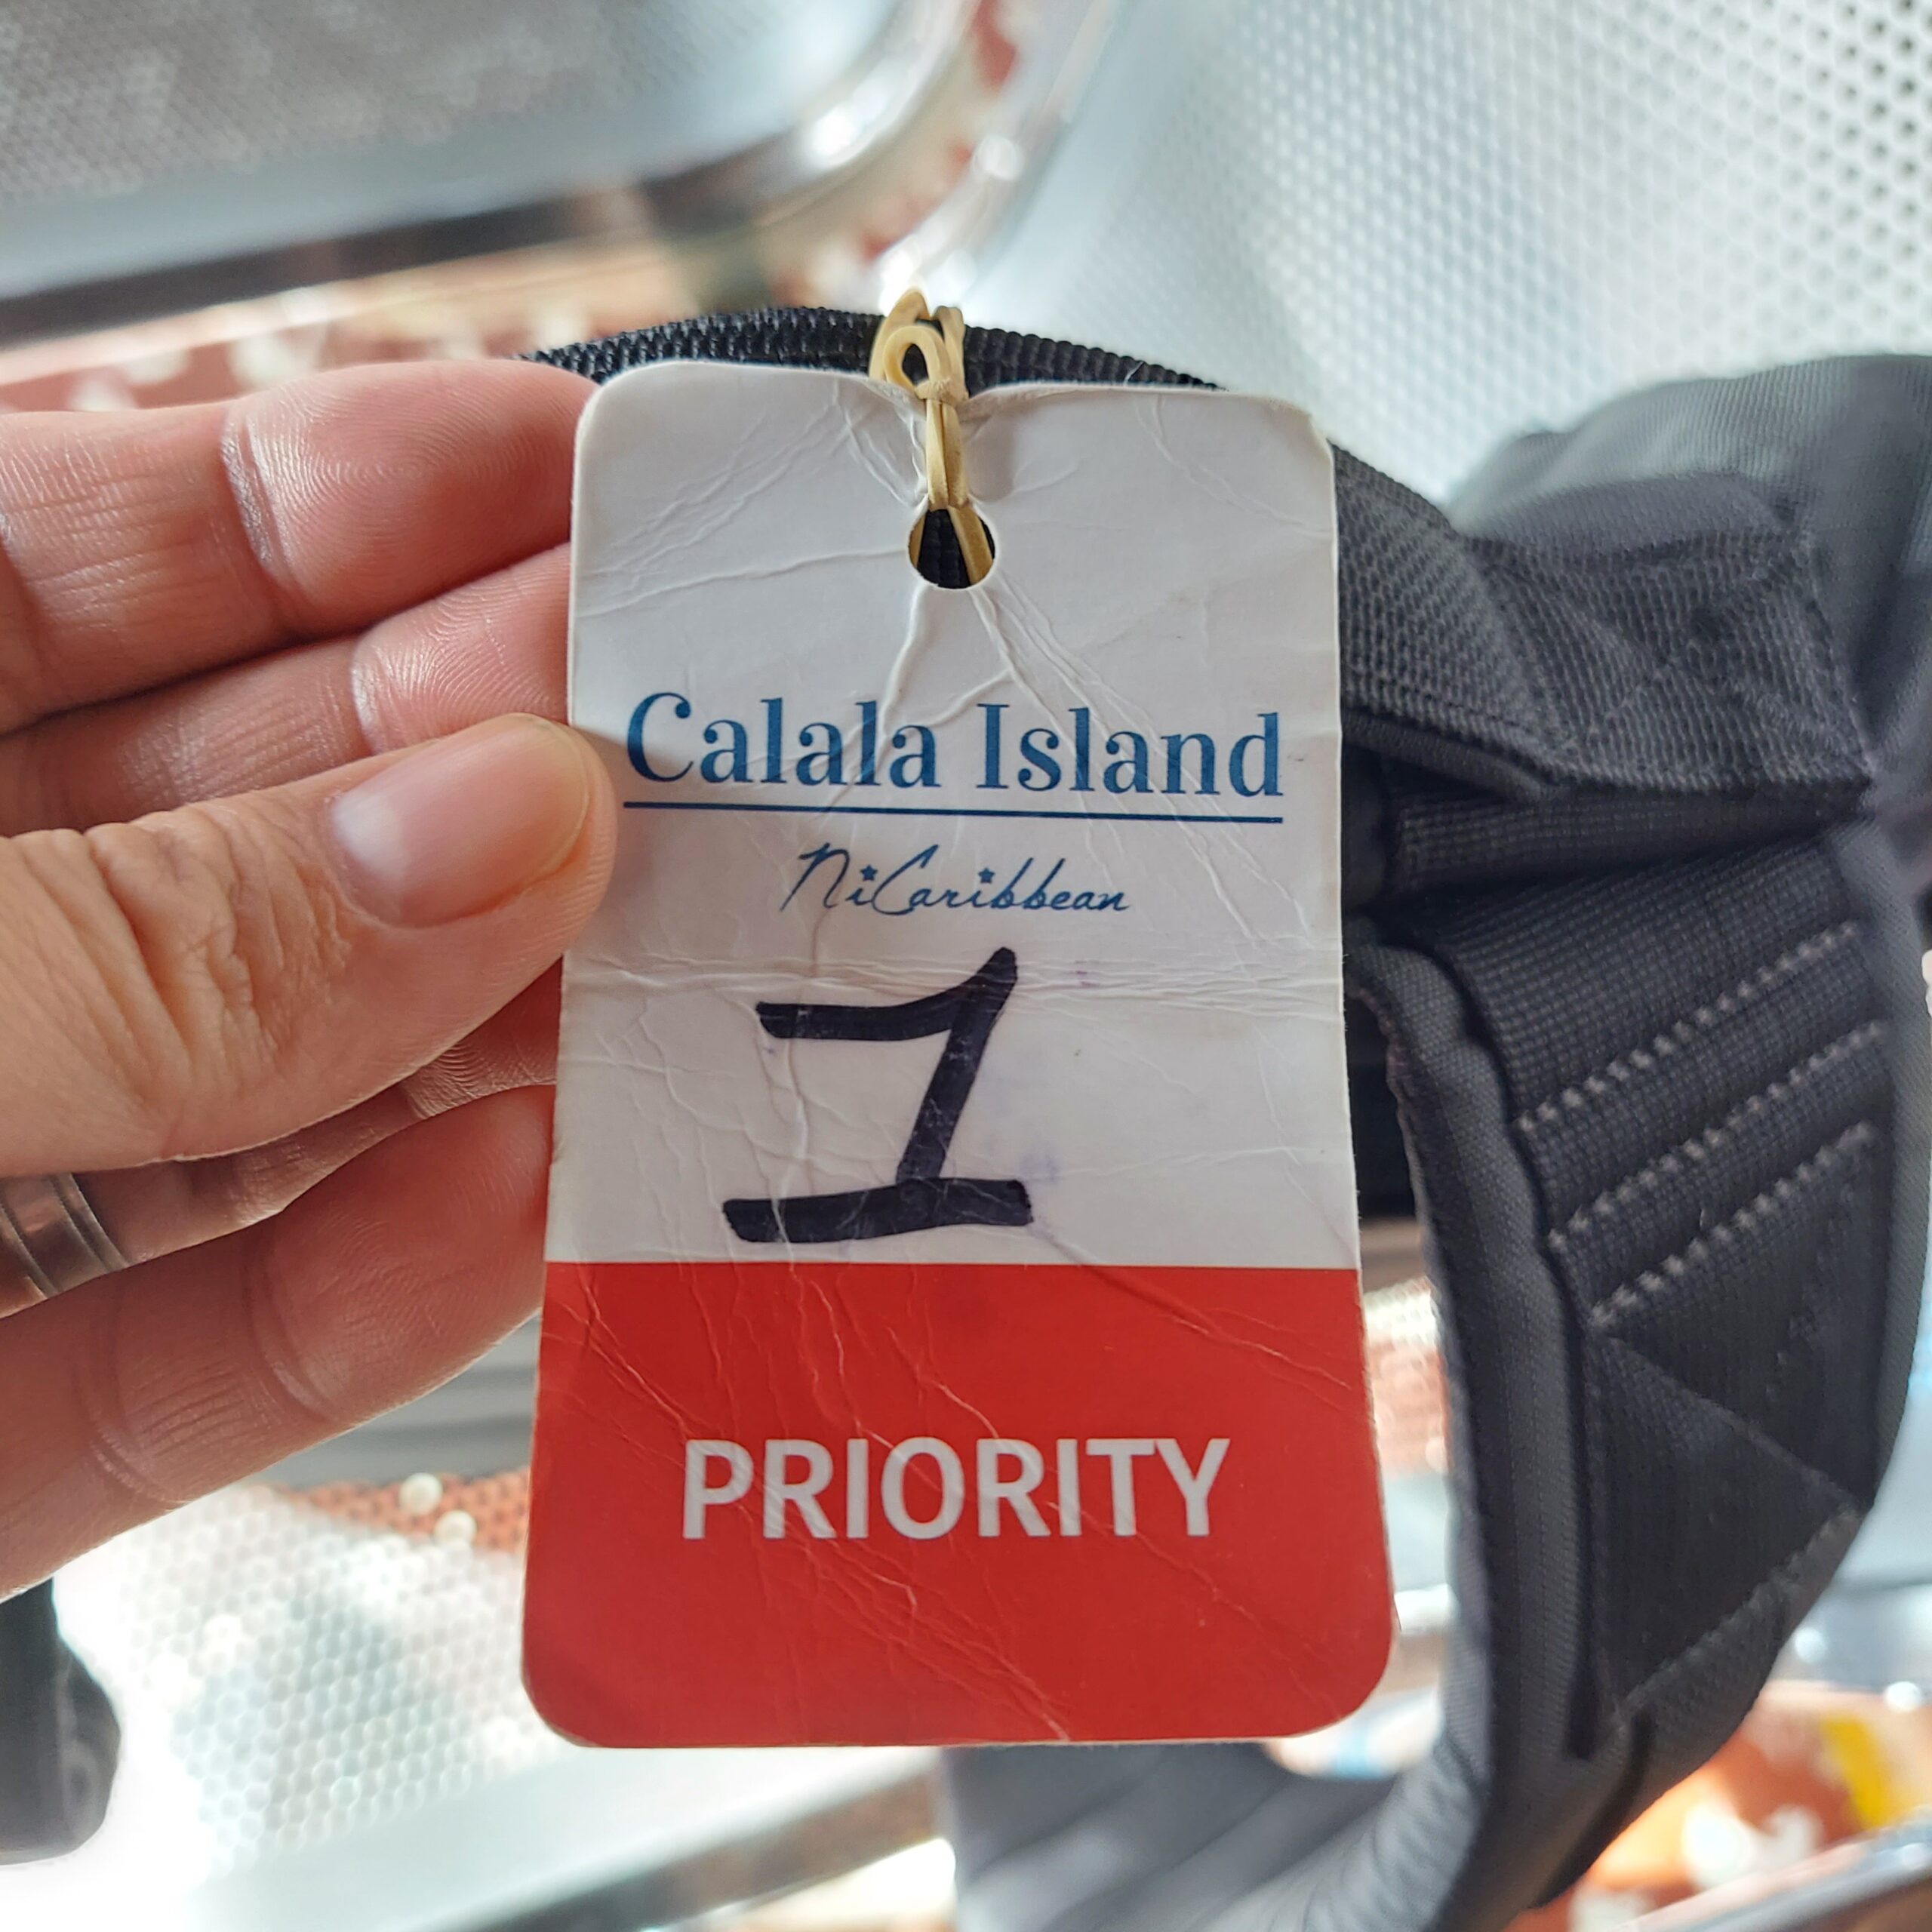 Calala Island
NiCaribbean
1
PRIORITY